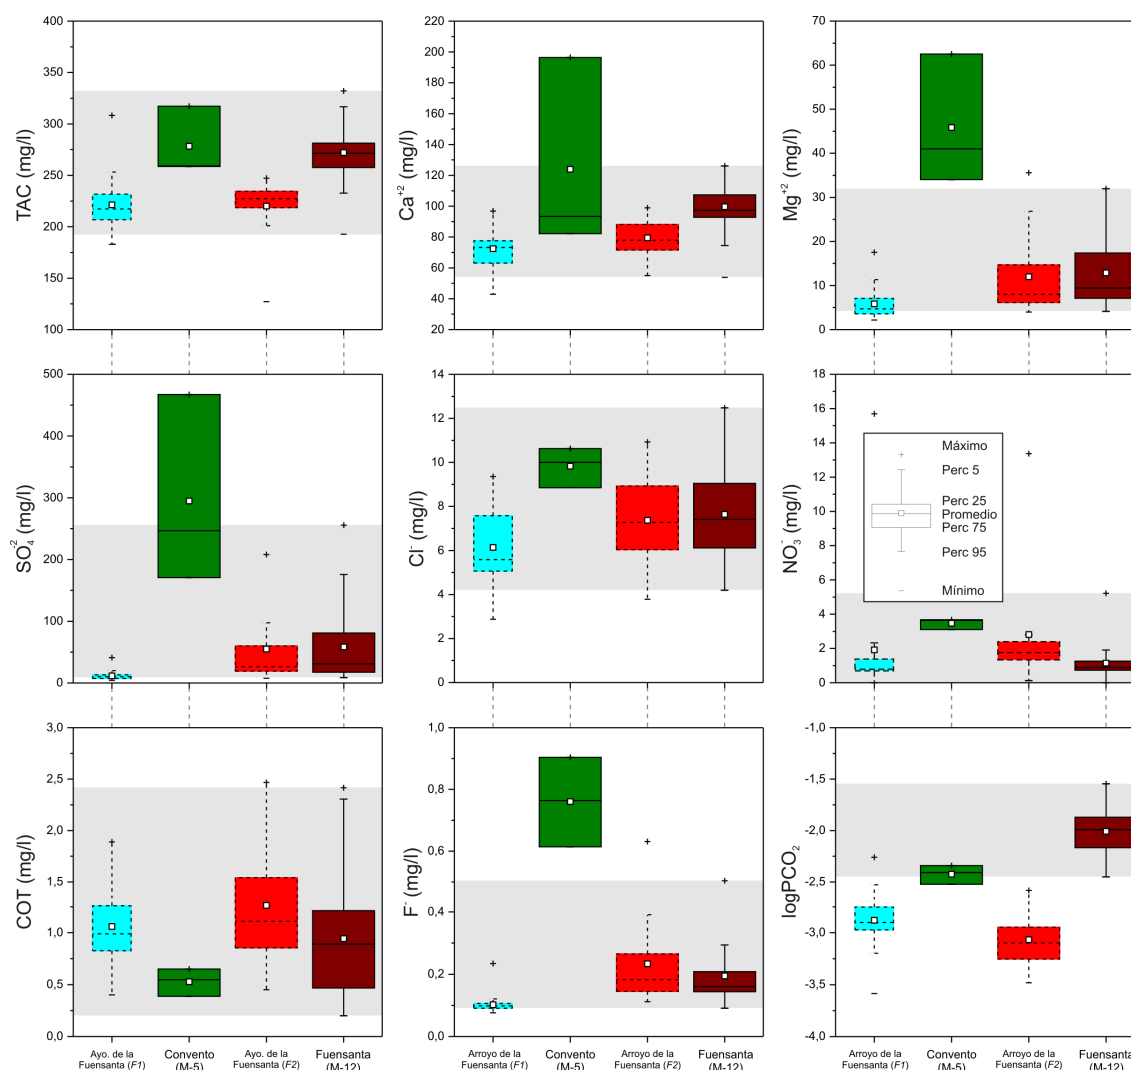 TAC (mg/l)
400
350
300
250
200
150
100
Ca+2 (mg/l)
220
200
180
160
140
120
100
80
60
40
20
Mg+2 (mg/l)
70
60
50
40
30
20
10
0
SO4-2 (mg/l)
500
400
300
200
100
0
Cl- (mg/l)
14
12
10
8
6
4
2
0
NO3- (mg/l)
18
16
14
12
10
8
6
4
2
0
Máximo
Perc 5
Perc 25
Promedio
Perc 75
Perc 95
Mínimo
COT (mg/l)
3,0
2,5
2,0
1,5
1,0
0,5
0,0
Ayo. de la
Fuensanta (F1)
Convento
(M-5)
Ayo. de la
Fuensanta (F2)
Fuensanta
(M-12)
F- (mg/l)
1,0
0,8
0,6
0,4
0,2
0,0
Arroyo de la
Fuensanta (F1)
Convento
(M-5)
Arroyo de la
Fuensanta (F2)
Fuensanta
(M-12)
logPCO2
-1,0
-1,5
-2,0
-2,5
-3,0
-3,5
-4,0
Arroyo de la
Fuensanta (F1)
Convento
(M-5)
Arroyo de la
Fuensanta (F2)
Fuensanta
(M-12)